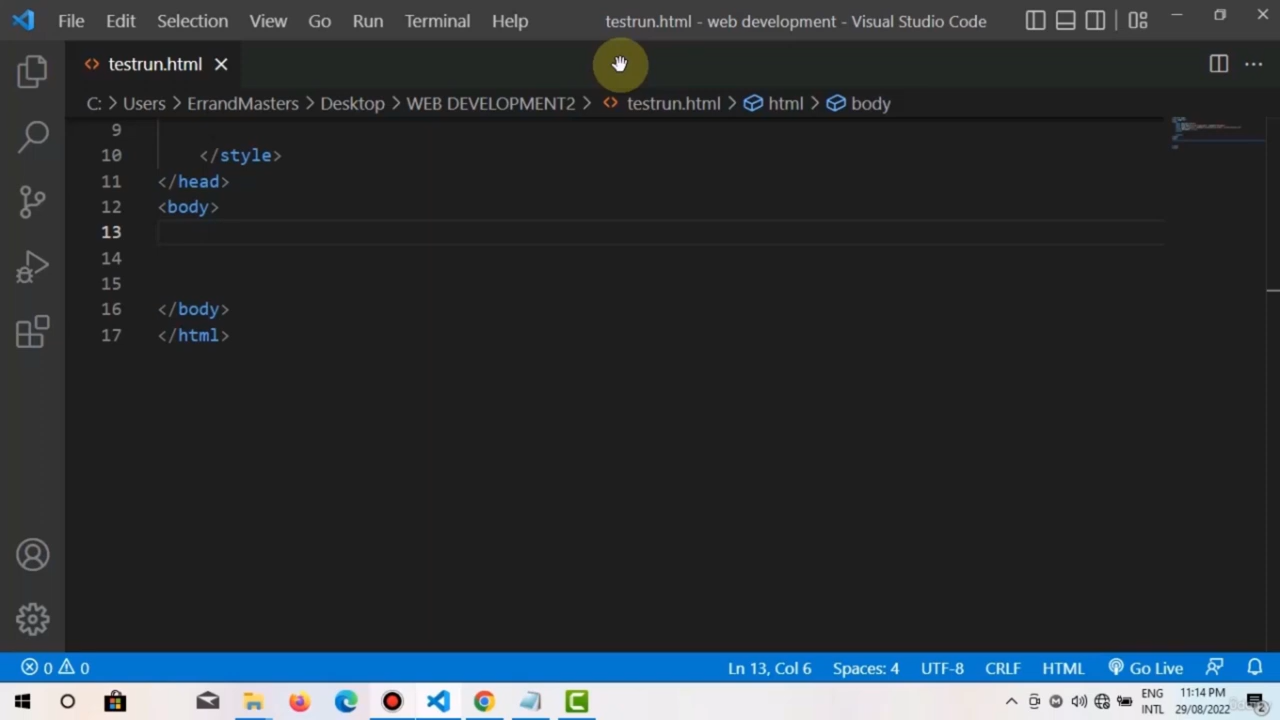 File Edit Selection View Go Run Terminal Help testrun.html - web development - Visual Studio Code
testrun.html
C: > Users > ErrandMasters > Desktop > WEB DEVELOPMENT2 > testrun.html > html > body
9
10 </style>
11 </head>
12 <body>
13
14
15
16 </body>
17 </html>
0 0 Ln 13, Col 6 Spaces: 4 UTF-8 CRLF HTML Go Live
ENG 11:14 PM
INTL 29/08/2022 2